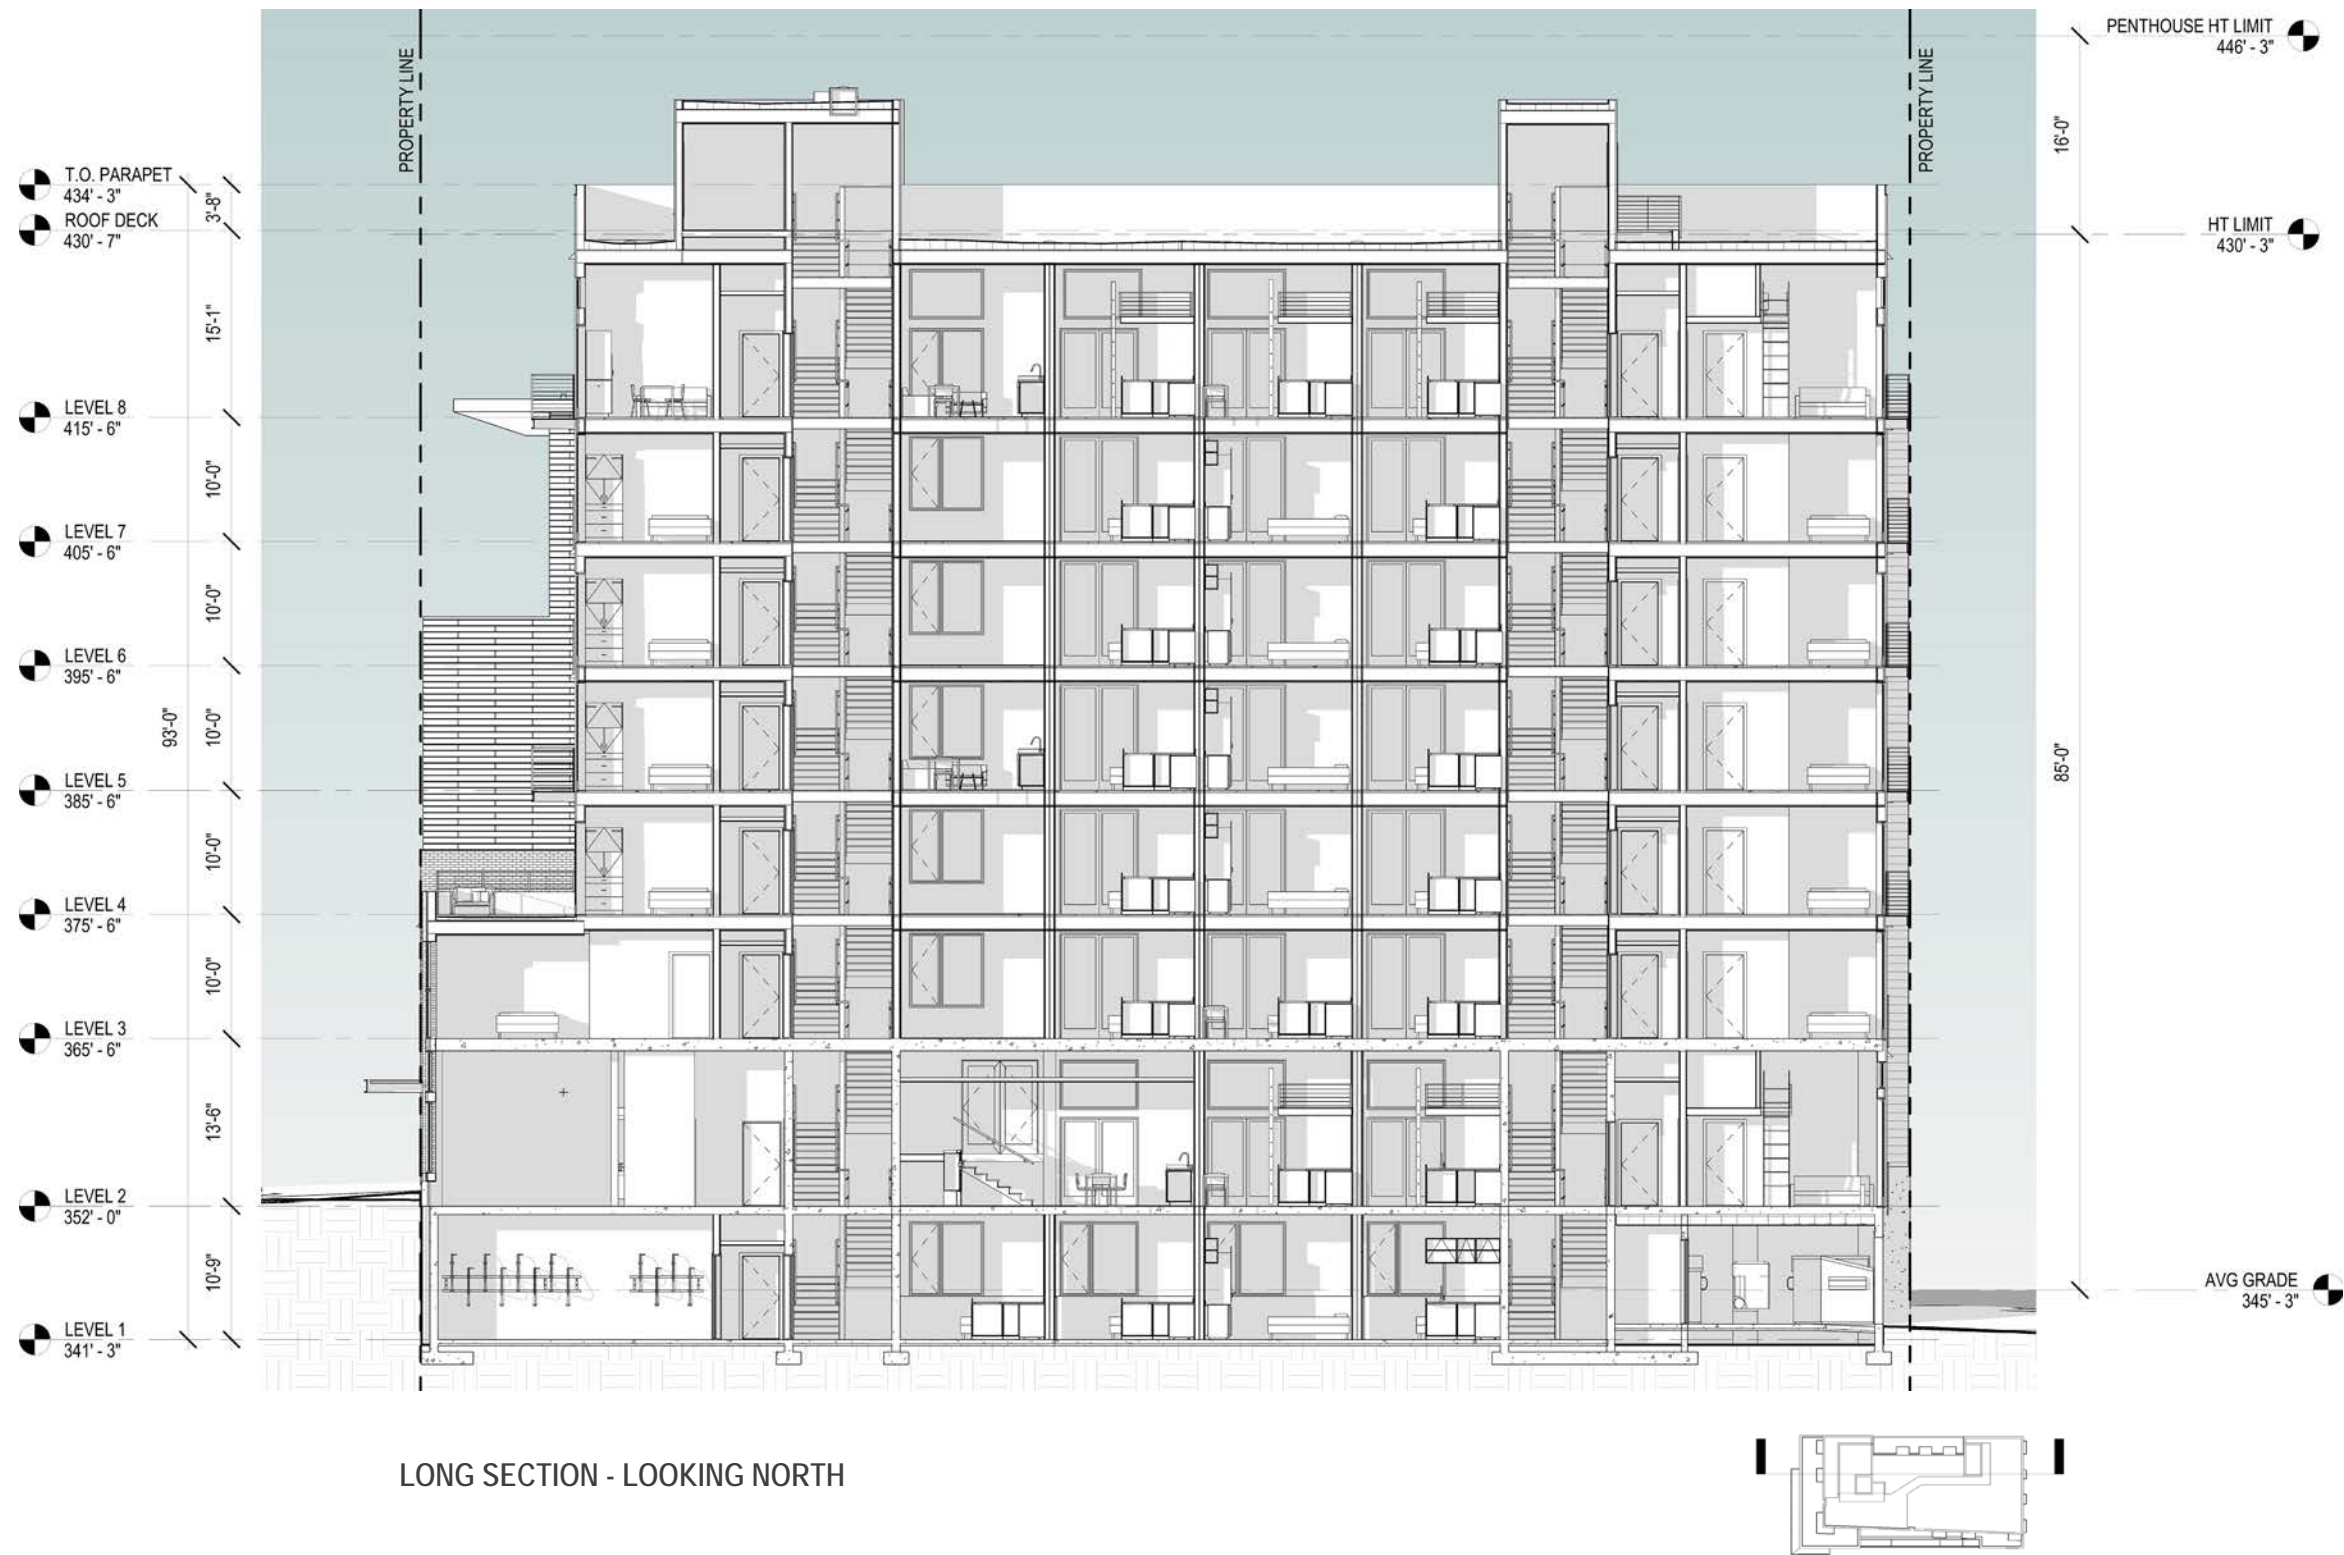 PROPERTY LINE
PROPERTY LINE
PENTHOUSE HT LIMIT
446' - 3"
16'-0"
HT LIMIT
430' - 3"
85'-0"
AVG GRADE
345' - 3"
T.O. PARAPET
434' - 3"
3'-8"
ROOF DECK
430' - 7"
15'-1"
LEVEL 8
415' - 6"
10'-0"
LEVEL 7
405' - 6"
10'-0"
LEVEL 6
395' - 6"
93'-0"
10'-0"
LEVEL 5
385' - 6"
10'-0"
LEVEL 4
375' - 6"
10'-0"
LEVEL 3
365' - 6"
13'-6"
LEVEL 2
352' - 0"
10'-9"
LEVEL 1
341' - 3"
LONG SECTION - LOOKING NORTH